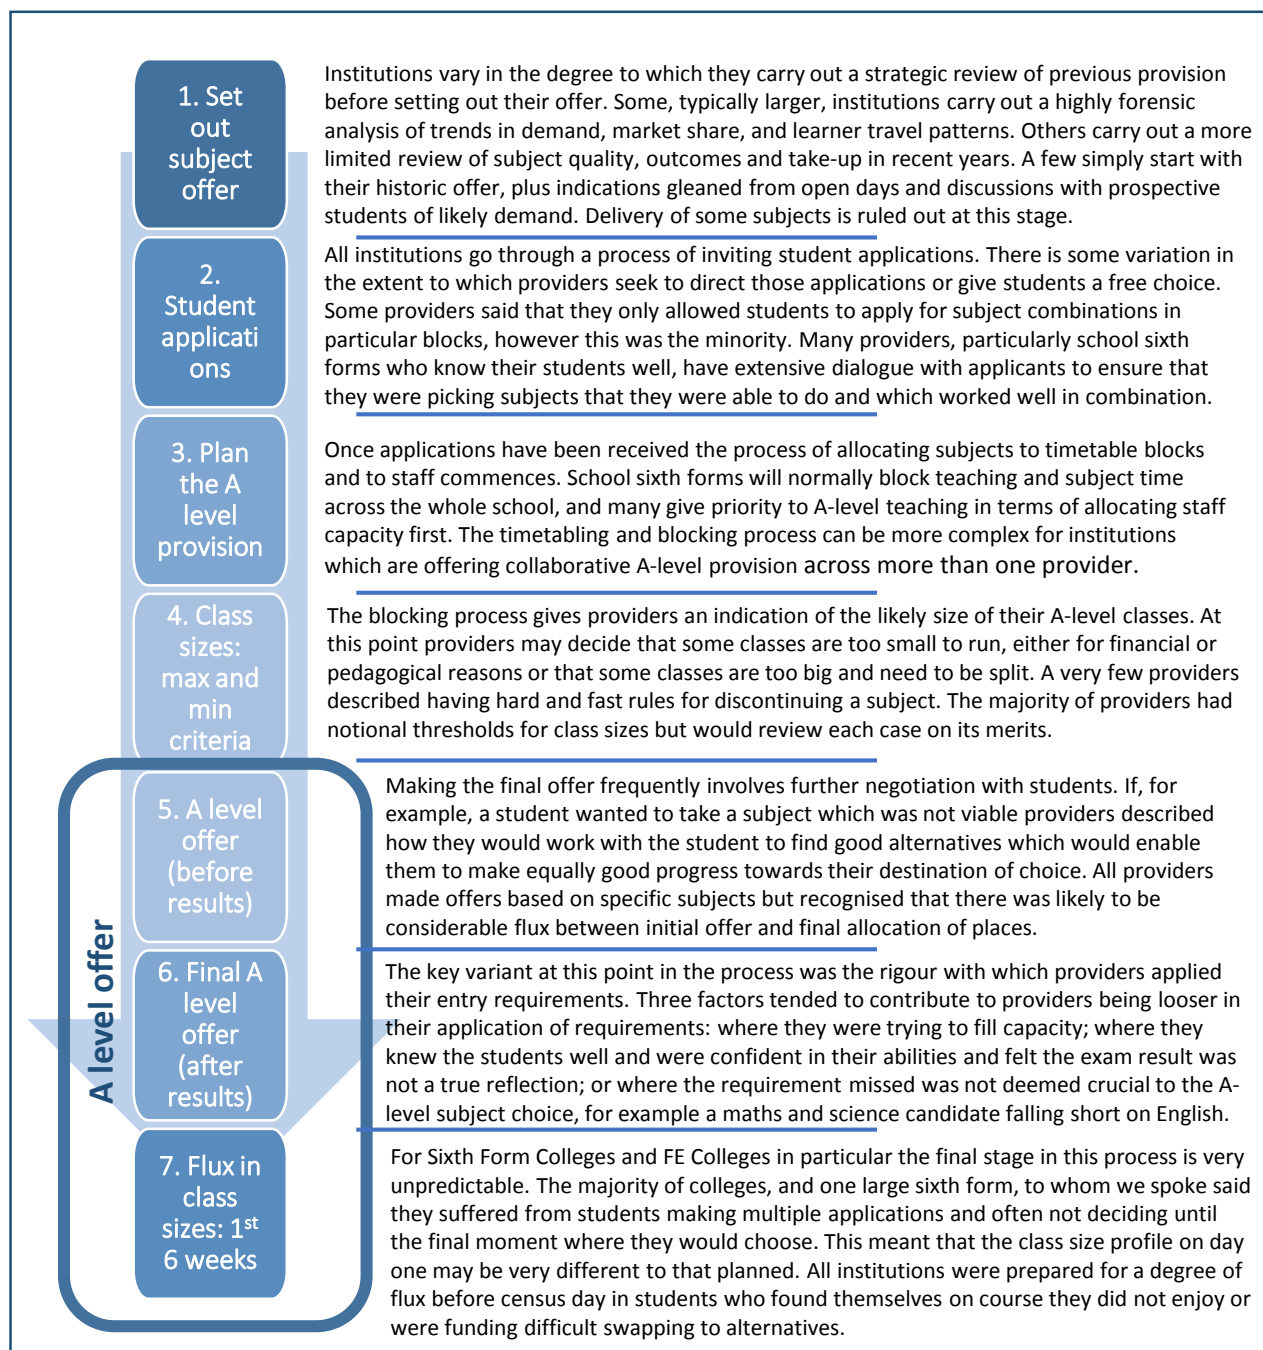 1. Set
out
subject
offer
Institutions vary in the degree to which they carry out a strategic review of previous provision
before setting out their offer. Some, typically larger, institutions carry out a highly forensic
analysis of trends in demand, market share, and learner travel patterns. Others carry out a more
limited review of subject quality, outcomes and take-up in recent years. A few simply start with
their historic offer, plus indications gleaned from open days and discussions with prospective
students of likely demand. Delivery of some subjects is ruled out at this stage.
2.
Student
applicati
ons
All institutions go through a process of inviting student applications. There is some variation in
the extent to which providers seek to direct those applications or give students a free choice.
Some providers said that they only allowed students to apply for subject combinations in
particular blocks, however this was the minority. Many providers, particularly school sixth
forms who know their students well, have extensive dialogue with applicants to ensure that
they were picking subjects that they were able to do and which worked well in combination.
3. Plan
the A
level
provision
Once applications have been received the process of allocating subjects to timetable blocks
and to staff commences. School sixth forms will normally block teaching and subject time
across the whole school, and many give priority to A-level teaching in terms of allocating staff
capacity first. The timetabling and blocking process can be more complex for institutions
which are offering collaborative A-level provision across more than one provider.
4. Class
sizes:
max and
min
criteria
The blocking process gives providers an indication of the likely size of their A-level classes. At
this point providers may decide that some classes are too small to run, either for financial or
pedagogical reasons or that some classes are too big and need to be split. A very few providers
described having hard and fast rules for discontinuing a subject. The majority of providers had
notional thresholds for class sizes but would review each case on its merits.
A level offer
5. A level
offer
(before
results)
Making the final offer frequently involves further negotiation with students. If, for
example, a student wanted to take a subject which was not viable providers described
how they would work with the student to find good alternatives which would enable
them to make equally good progress towards their destination of choice. All providers
made offers based on specific subjects but recognised that there was likely to be
considerable flux between initial offer and final allocation of places.
6. Final A
level
offer
(after
results)
The key variant at this point in the process was the rigour with which providers applied
their entry requirements. Three factors tended to contribute to providers being looser in
their application of requirements: where they were trying to fill capacity; where they
knew the students well and were confident in their abilities and felt the exam result was
not a true reflection; or where the requirement missed was not deemed crucial to the A-
level subject choice, for example a maths and science candidate falling short on English.
7. Flux in
class
sizes: 1st
6 weeks
For Sixth Form Colleges and FE Colleges in particular the final stage in this process is very
unpredictable. The majority of colleges, and one large sixth form, to whom we spoke said
they suffered from students making multiple applications and often not deciding until
the final moment where they would choose. This meant that the class size profile on day
one may be very different to that planned. All institutions were prepared for a degree of
flux before census day in students who found themselves on course they did not enjoy or
were funding difficult swapping to alternatives.